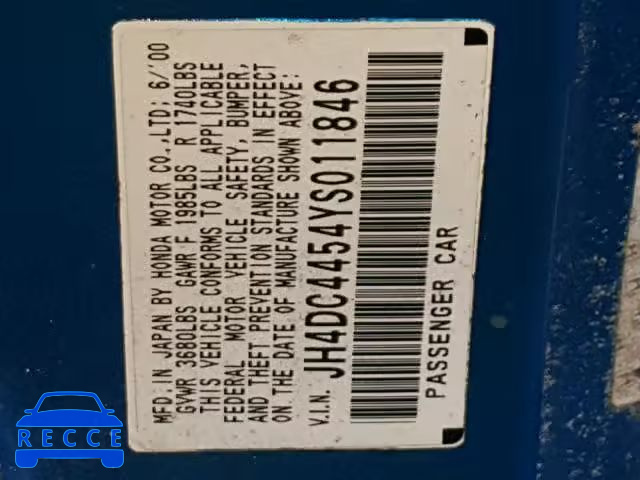 MFD. IN JAPAN BY HONDA MOTOR CO., LTD; 6/'00
GVWR 3680LBS GAWR F 1985LBS R 1740LBS
THIS VEHICLE CONFORMS TO ALL APPLICABLE
FEDERAL MOTOR VEHICLE SAFETY, BUMPER,
AND THEFT PREVENTION STANDARDS IN EFFECT
ON THE DATE OF MANUFACTURE SHOWN ABOVE:
V.I.N. JH4DC4454YS011846
PASSENGER CAR
RECCE